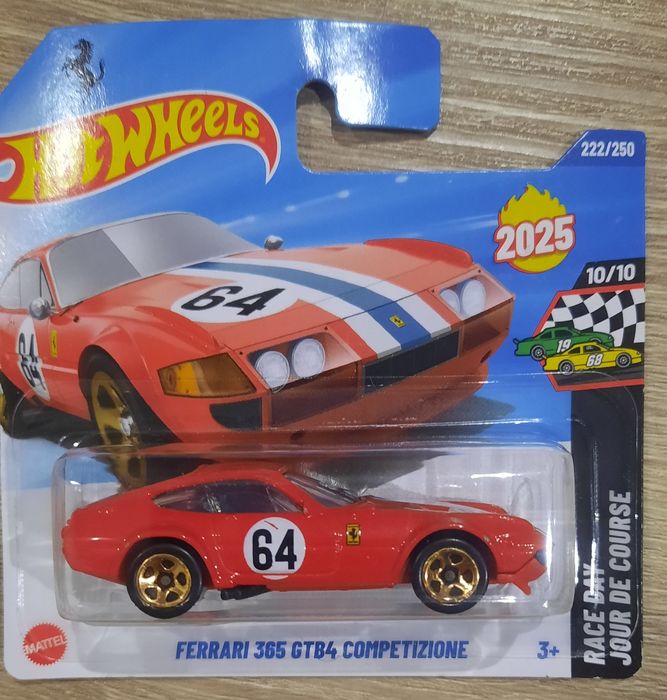 Hot WHEELS
222/250
2025
10/10
64
64
19
68
64
RACE DAY
JOUR DE COURSE
MATTEL
FERRARI 365 GTB4 COMPETIZIONE
3+